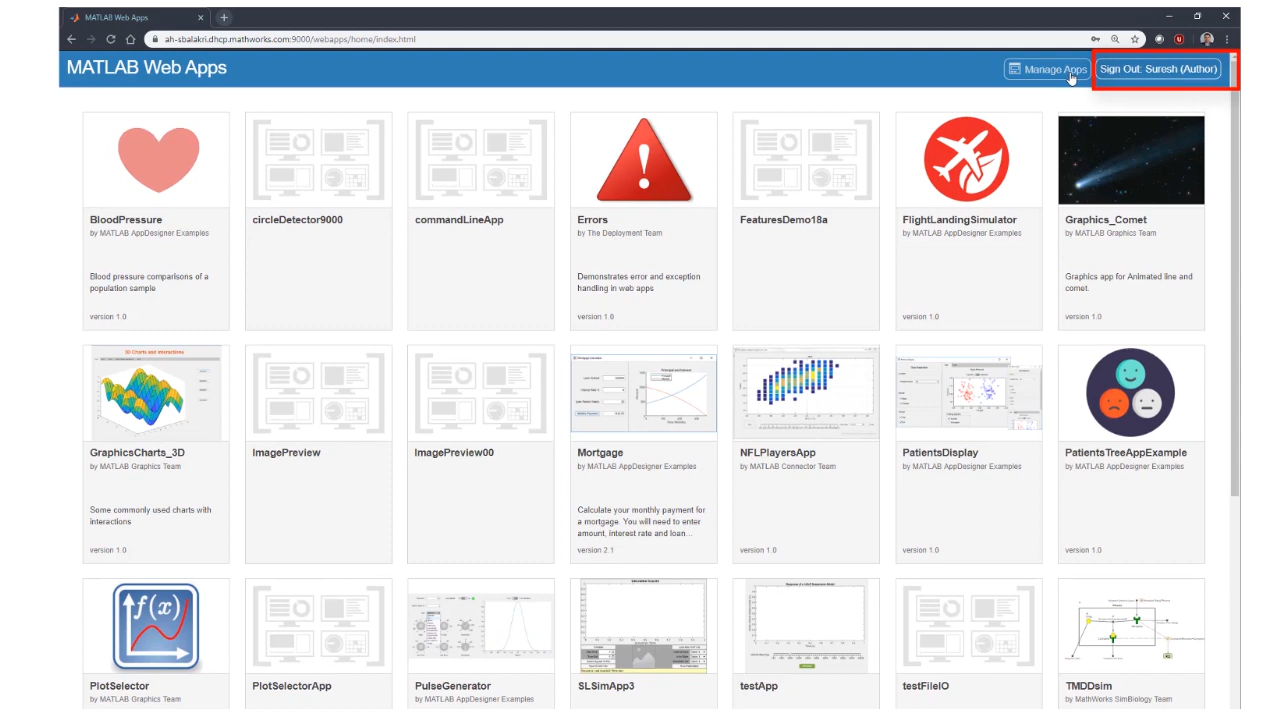 MATLAB Web Apps
ah-sbalakri.dhcp.mathworks.com:9000/webapps/home/index.html
MATLAB Web Apps
Manage Apps
Sign Out: Suresh (Author)
BloodPressure
by MATLAB AppDesigner Examples
Blood pressure comparisons of a
population sample
version 1.0
circleDetector9000
commandLineApp
Errors
by The Deployment Team
Demonstrates error and exception
handling in web apps
version 1.0
FeaturesDemo18a
FlightLandingSimulator
by MATLAB AppDesigner Examples
version 1.0
Graphics_Comet
by MATLAB Graphics Team
Graphics app for Animated line and
comet.
version 1.0
3D Charts and Interactions
GraphicsCharts_3D
by MATLAB Graphics Team
Some commonly used charts with
interactions
version 1.0
ImagePreview
ImagePreview00
Mortgage
by MATLAB AppDesigner Examples
Calculate your monthly payment for
a mortgage. You will need to enter
amount, interest rate and loan...
version 2.1
NFLPlayersApp
by MATLAB Connector Team
version 1.0
PatientsDisplay
by MATLAB AppDesigner Examples
version 1.0
PatientsTreeAppExample
by MATLAB AppDesigner Examples
version 1.0
f(x)
PlotSelector
by MATLAB Graphics Team
PlotSelectorApp
PulseGenerator
by MATLAB AppDesigner Examples
SLSimApp3
testApp
testFileIO
TMDDsim
by MathWorks SimBiology Team